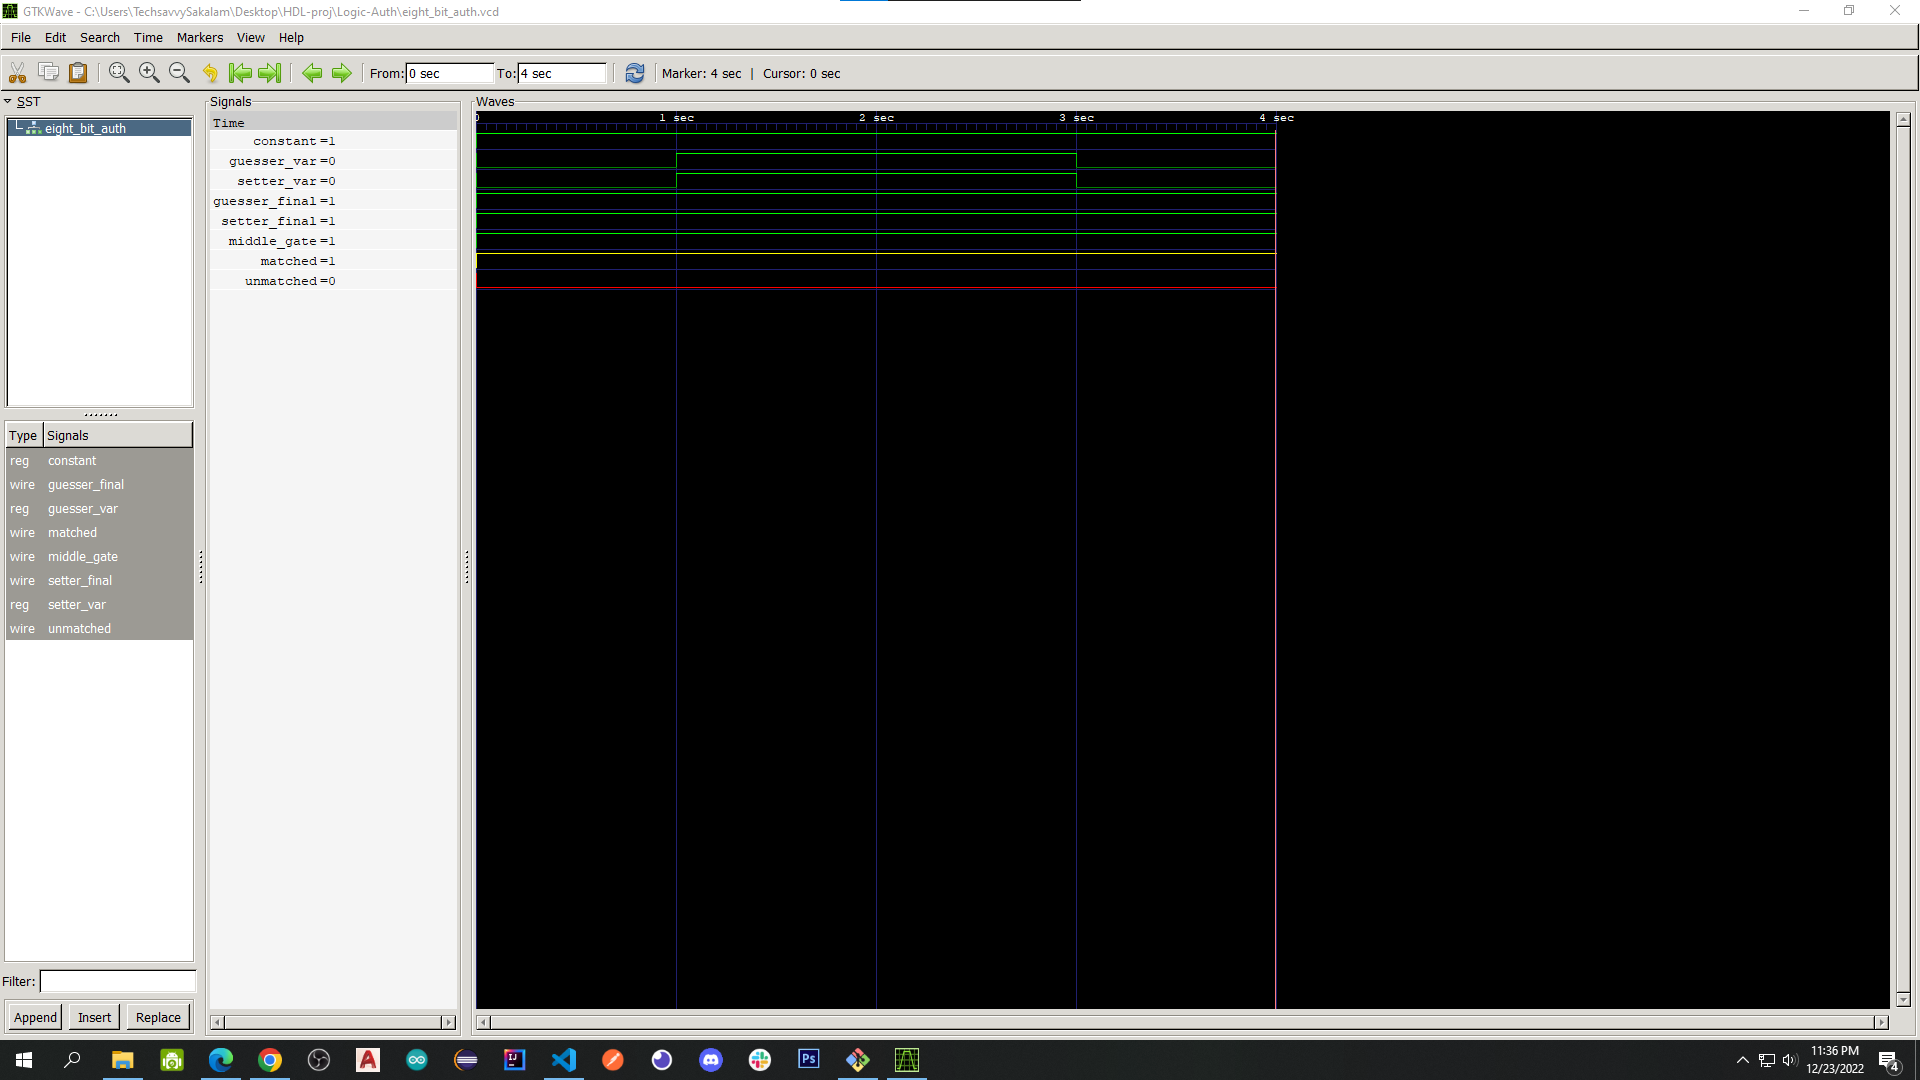 GTKWave - C:\Users\TechsavvySakalam\Desktop\HDL-proj\Logic-Auth\eight_bit_auth.vcd
File Edit Search Time Markers View Help
From: 0 sec To: 4 sec Marker: 4 sec | Cursor: 0 sec
SST
eight_bit_auth
Type Signals
reg constant
wire guesser_final
reg guesser_var
wire matched
wire middle_gate
wire setter_final
reg setter_var
wire unmatched
Filter:
Append Insert Replace
Signals
Time
constant =1
guesser_var =0
setter_var =0
guesser_final =1
setter_final =1
middle_gate =1
matched =1
unmatched =0
Waves
0 1 sec 2 sec 3 sec 4 sec
A
IJ
Ps
11:36 PM
12/23/2022
4